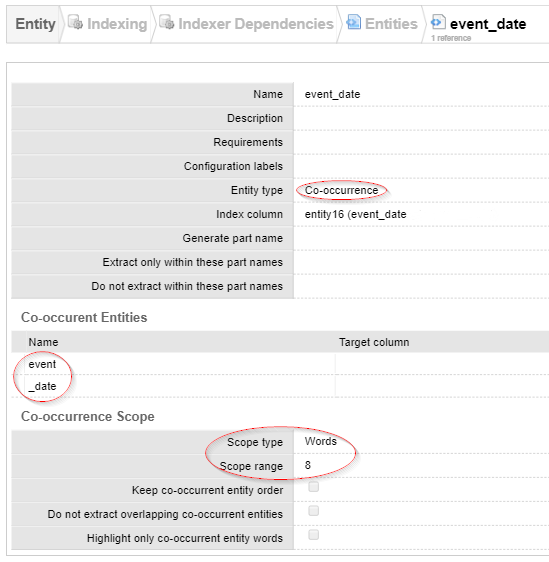 Entity Indexing Indexer Dependencies Entities event_date
1 reference
Name event_date
Description
Requirements
Configuration labels
Entity type Co-occurrence
Index column entity16 (event_date
Generate part name
Extract only within these part names
Do not extract within these part names
Co-occurent Entities
Name Target column
event
_date
Co-occurrence Scope
Scope type Words
Scope range 8
Keep co-occurrent entity order
Do not extract overlapping co-occurrent entities
Highlight only co-occurrent entity words